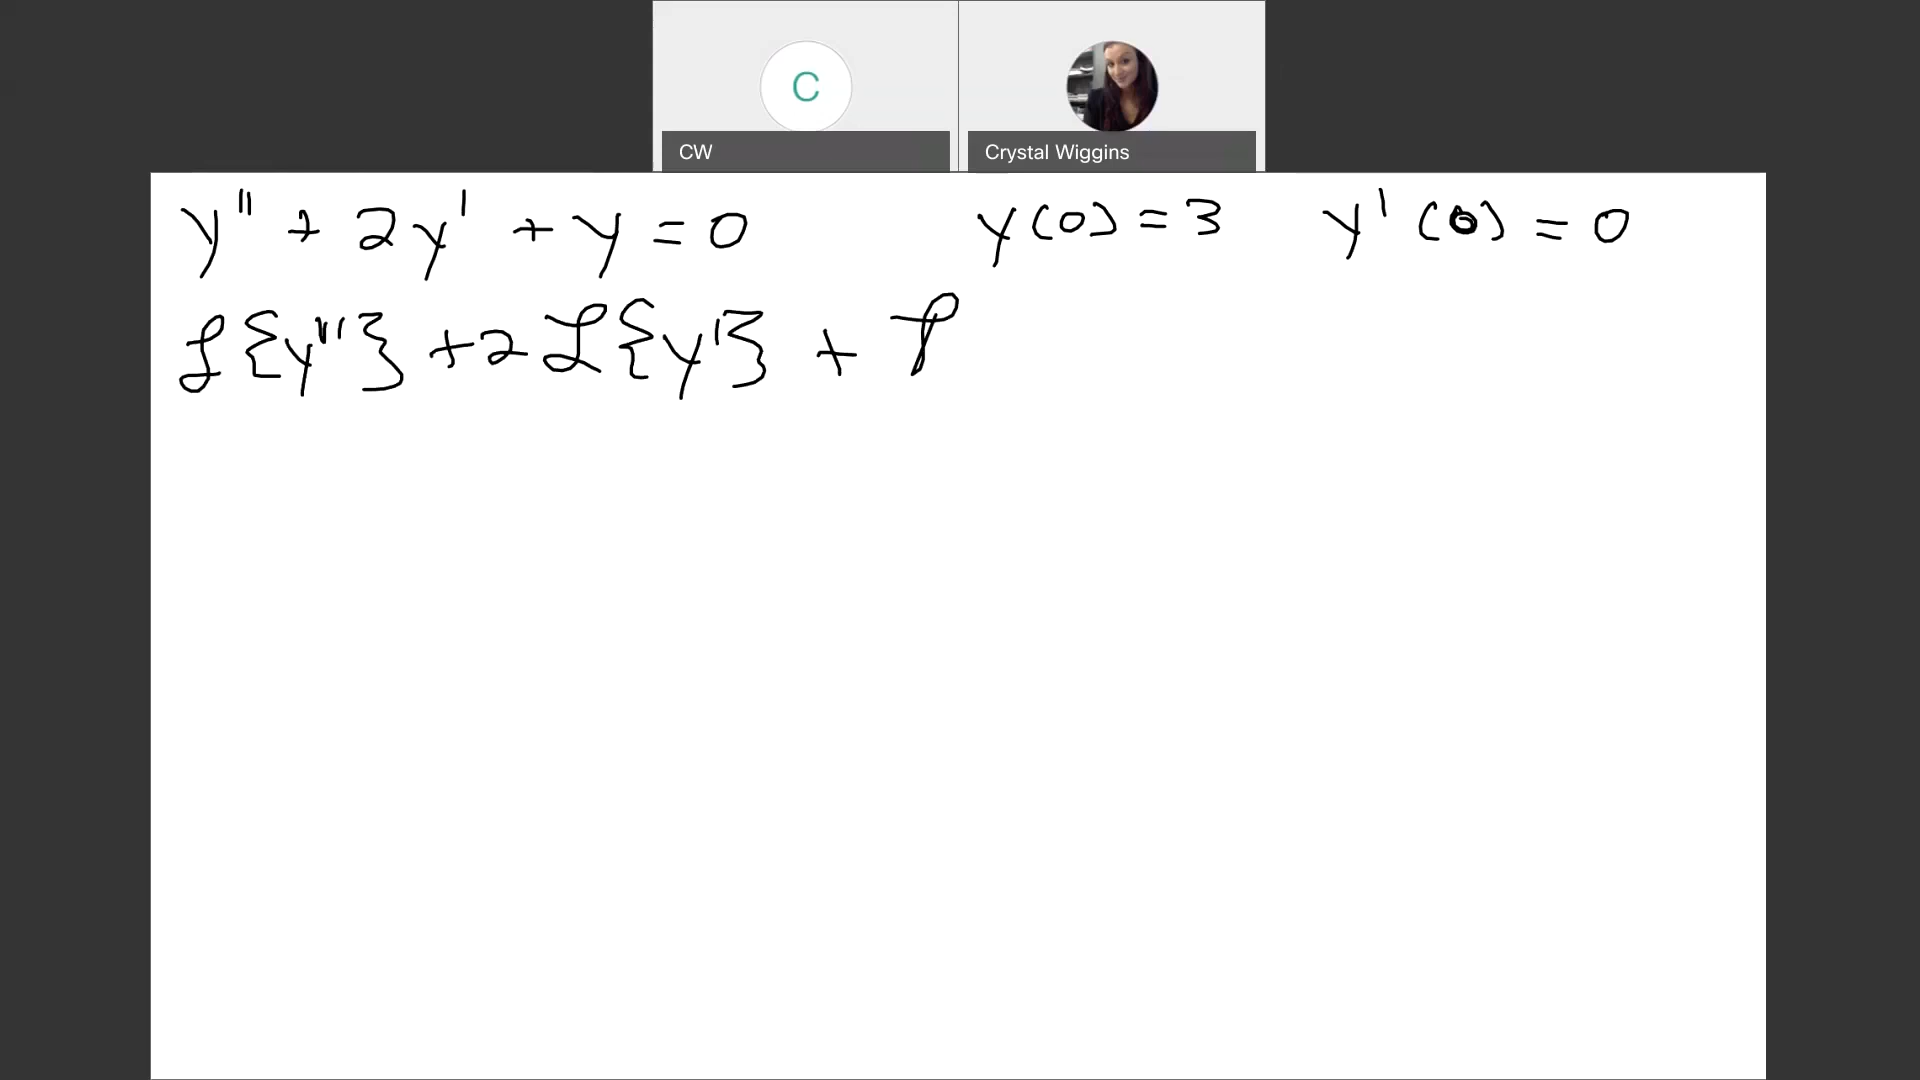 C
CW
Crystal Wiggins
y'' + 2y' + y = 0 y(0) = 3 y'(0) = 0
ℒ{y'''} + 2ℒ{y'} + ℒ